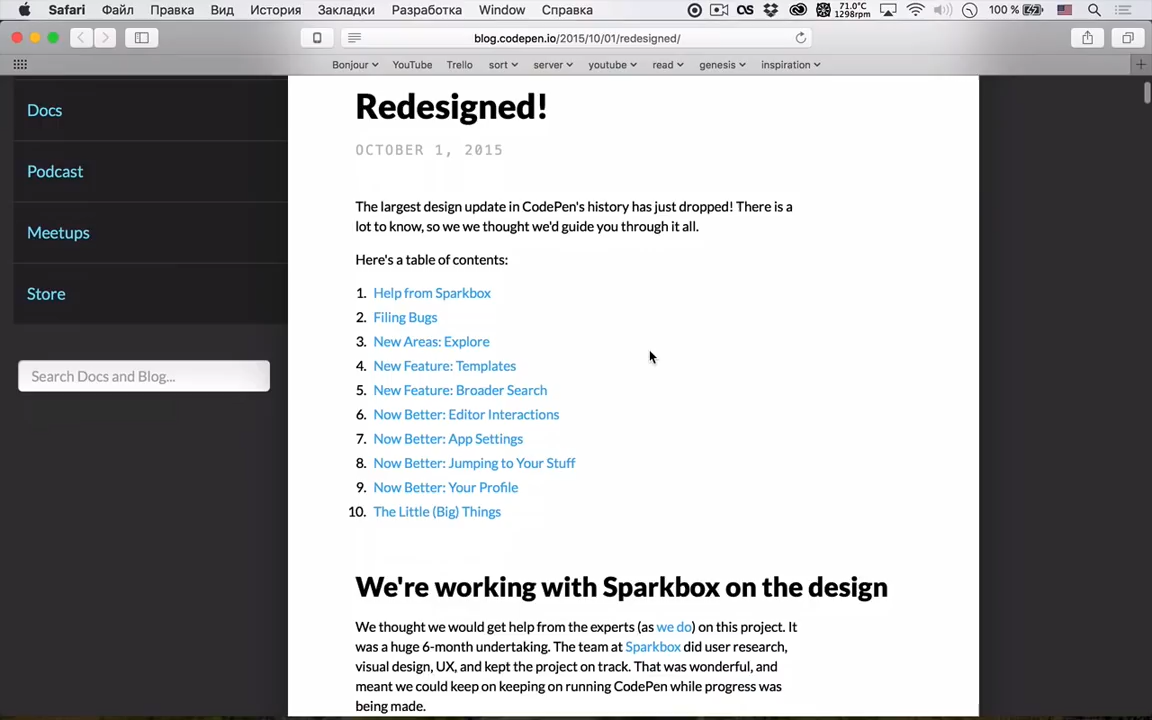 Safari Файл Правка Вид История Закладки Разработка Window Справка 71.0°C 1298rpm 100 %
blog.codepen.io/2015/10/01/redesigned/
Bonjour YouTube Trello sort server youtube read genesis inspiration
Docs
Podcast
Meetups
Store
Search Docs and Blog...
Redesigned!
OCTOBER 1, 2015
The largest design update in CodePen's history has just dropped! There is a
lot to know, so we we thought we'd guide you through it all.
Here's a table of contents:
1. Help from Sparkbox
2. Filing Bugs
3. New Areas: Explore
4. New Feature: Templates
5. New Feature: Broader Search
6. Now Better: Editor Interactions
7. Now Better: App Settings
8. Now Better: Jumping to Your Stuff
9. Now Better: Your Profile
10. The Little (Big) Things
We're working with Sparkbox on the design
We thought we would get help from the experts (as we do) on this project. It
was a huge 6-month undertaking. The team at Sparkbox did user research,
visual design, UX, and kept the project on track. That was wonderful, and
meant we could keep on keeping on running CodePen while progress was
being made.